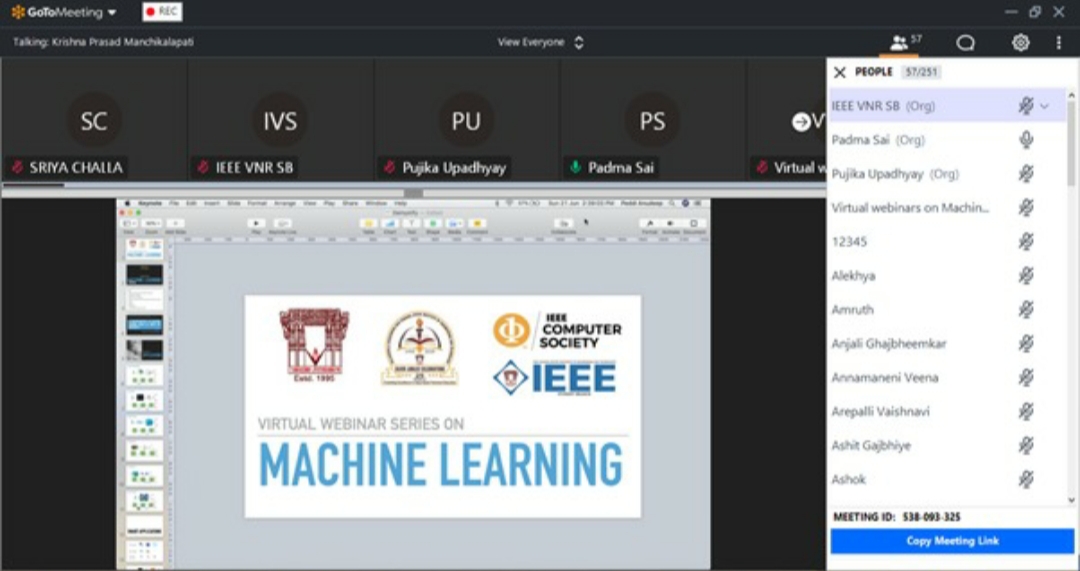 GoToMeeting
REC
Talking: Krishna Prasad Manchikalapati
View Everyone
57
SC
IVS
PU
PS
SRIYA CHALLA
IEEE VNR SB
Pujika Upadhyay
Padma Sai
Virtual w
Keynote File Edit Insert Slide Format Arrange View Play Share Window Help
Estd. 1995
IEEE
COMPUTER
SOCIETY
IEEE
VIRTUAL WEBINAR SERIES ON
MACHINE LEARNING
PEOPLE 57/251
IEEE VNR SB (Org)
Padma Sai (Org)
Pujika Upadhyay (Org)
Virtual webinars on Machin...
12345
Alekhya
Amruth
Anjali Ghajbheemkar
Annamaneni Veena
Arepalli Vaishnavi
Ashit Gajbhiye
Ashok
MEETING ID: 538-093-325
Copy Meeting Link